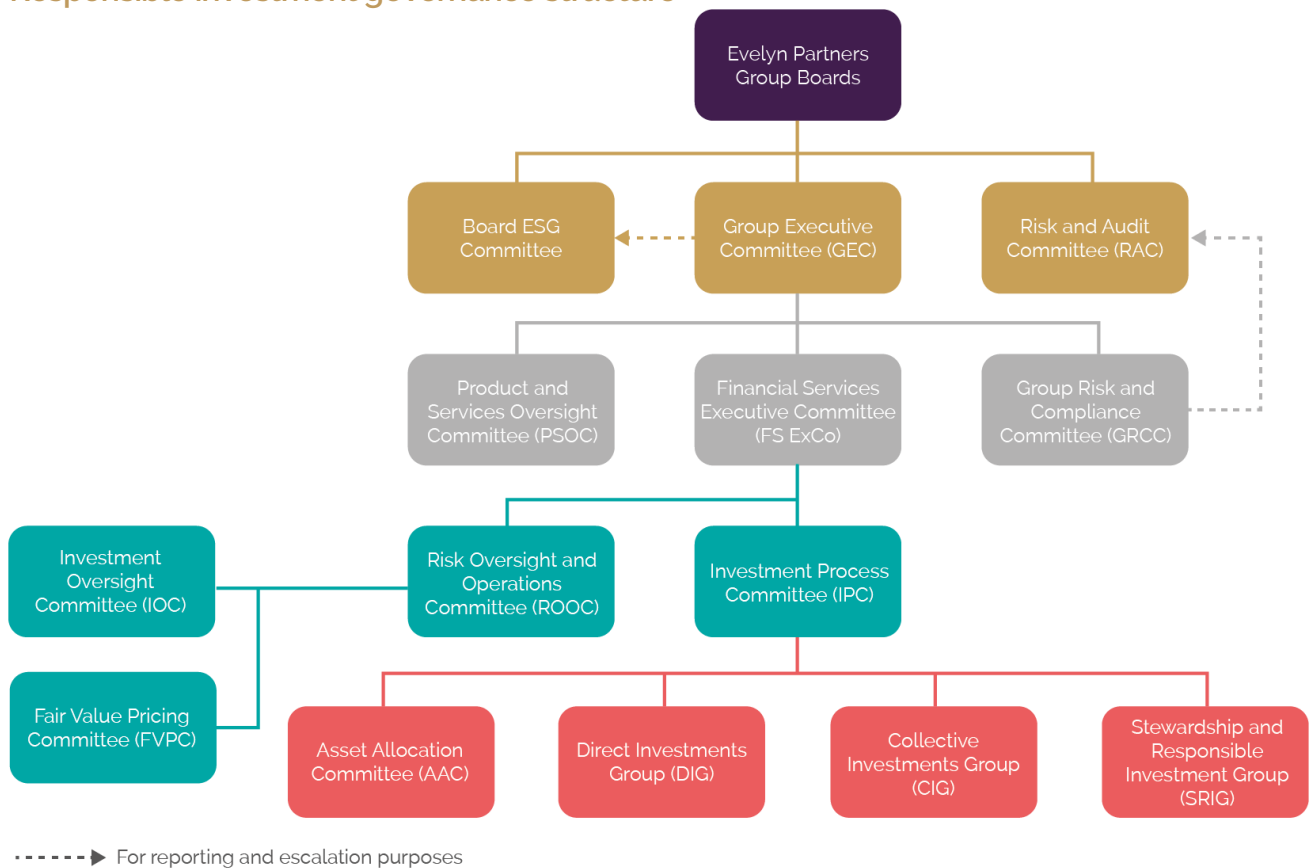 Responsible investment governance structure
Evelyn Partners
Group Boards
Board ESG
Committee
Group Executive
Committee (GEC)
Risk and Audit
Committee (RAC)
Product and
Services Oversight
Committee (PSOC)
Financial Services
Executive Committee
(FS ExCo)
Group Risk and
Compliance
Committee (GRCC)
Investment
Oversight
Committee (IOC)
Risk Oversight and
Operations
Committee (ROOC)
Investment Process
Committee (IPC)
Fair Value Pricing
Committee (FVPC)
Asset Allocation
Committee (AAC)
Direct Investments
Group (DIG)
Collective
Investments Group
(CIG)
Stewardship and
Responsible
Investment Group
(SRIG)
For reporting and escalation purposes